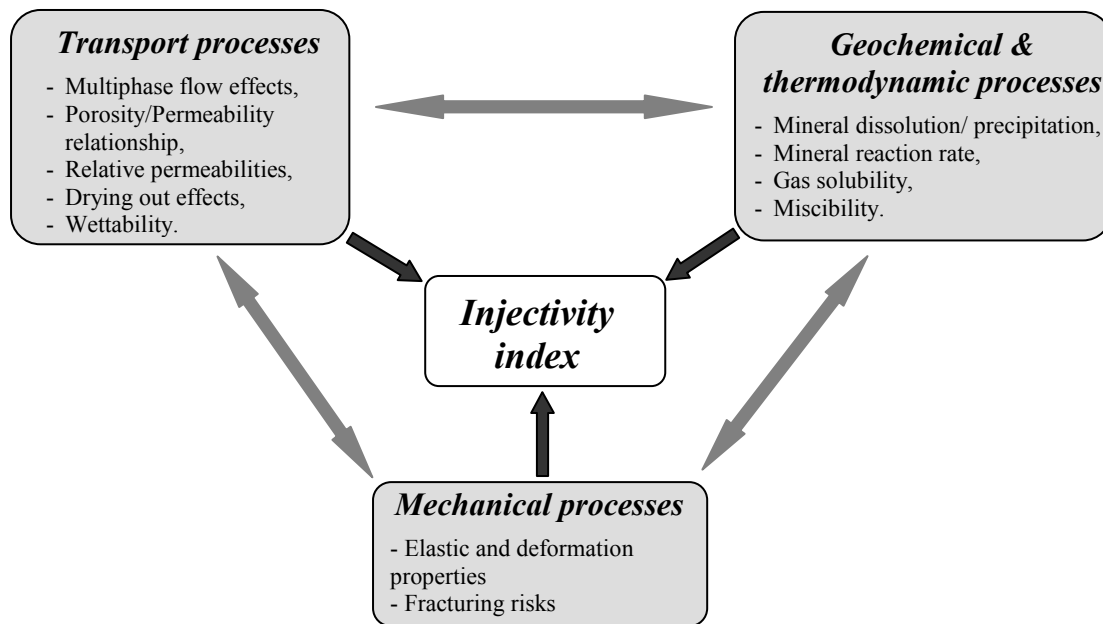 Transport processes
- Multiphase flow effects,
- Porosity/Permeability
relationship,
- Relative permeabilities,
- Drying out effects,
- Wettability.
Geochemical &
thermodynamic processes
- Mineral dissolution/ precipitation,
- Mineral reaction rate,
- Gas solubility,
- Miscibility.
Injectivity
index
Mechanical processes
- Elastic and deformation
properties
- Fracturing risks